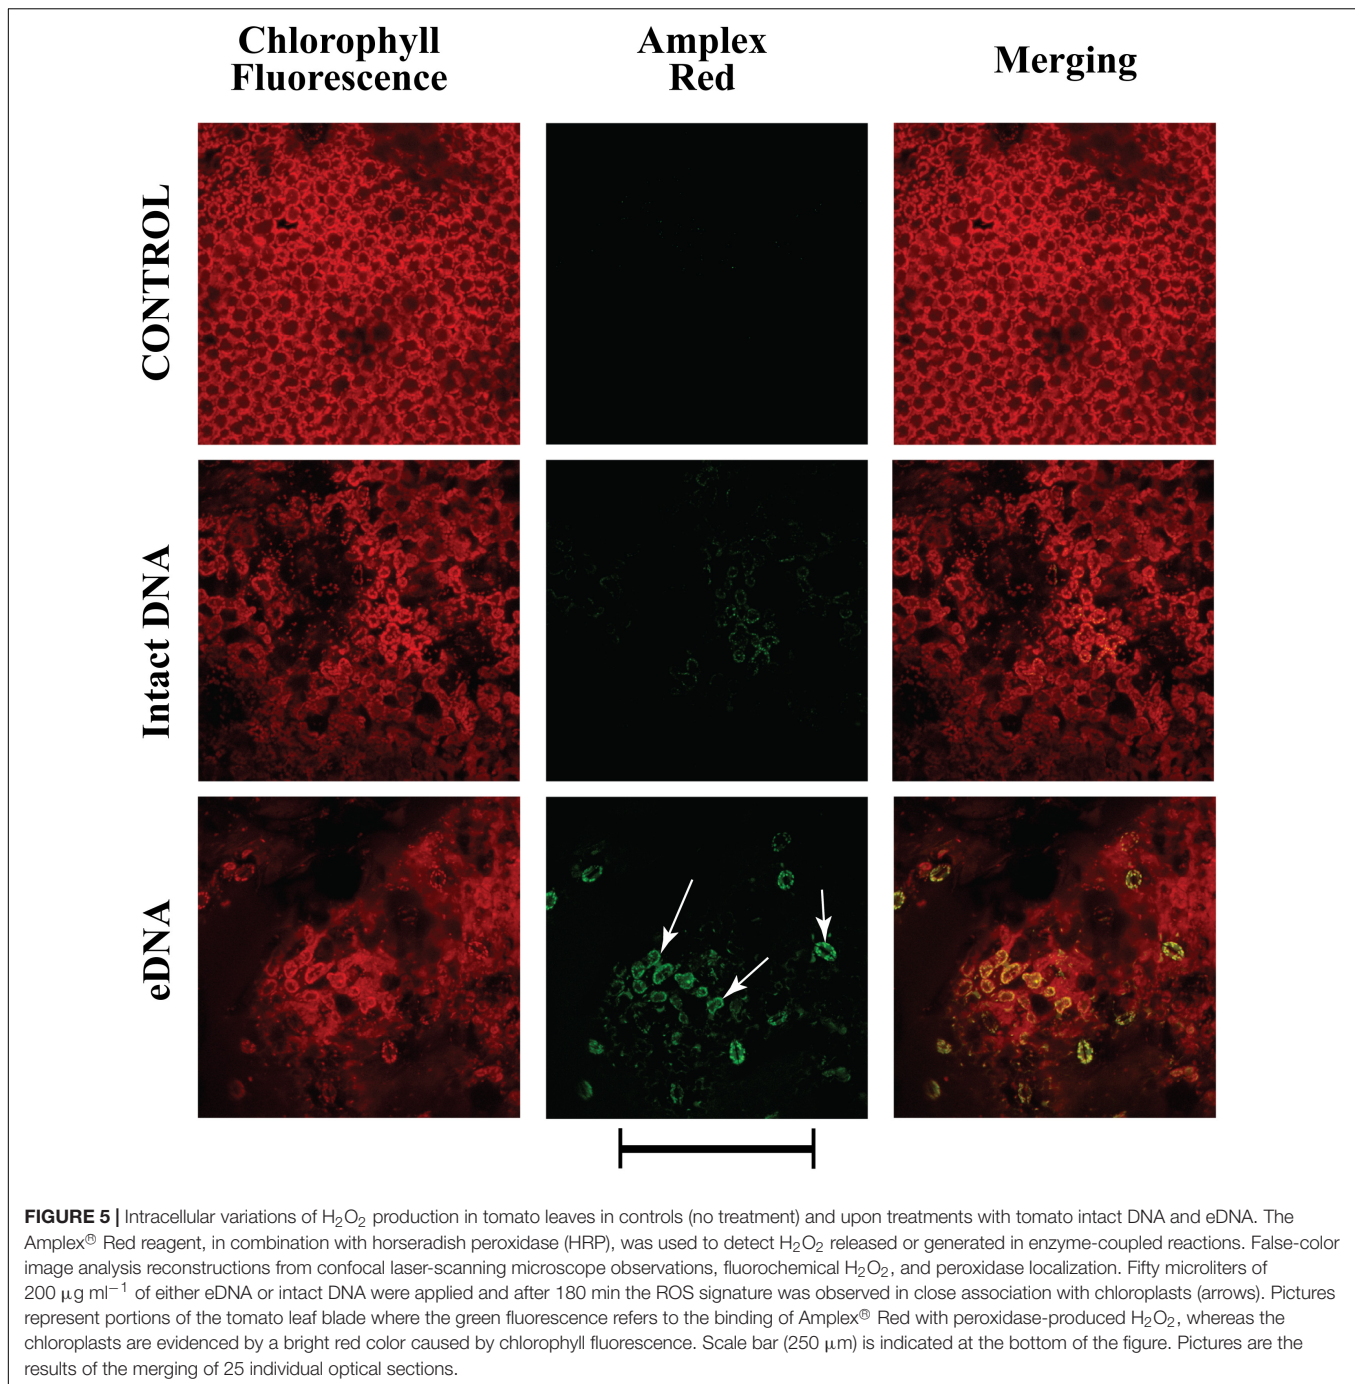 Chlorophyll
Fluorescence
Amplex
Red
Merging
CONTROL
Intact DNA
eDNA
FIGURE 5 | Intracellular variations of H₂O₂ production in tomato leaves in controls (no treatment) and upon treatments with tomato intact DNA and eDNA. The
Amplex® Red reagent, in combination with horseradish peroxidase (HRP), was used to detect H₂O₂ released or generated in enzyme-coupled reactions. False-color
image analysis reconstructions from confocal laser-scanning microscope observations, fluorochemical H₂O₂, and peroxidase localization. Fifty microliters of
200 μg ml⁻¹ of either eDNA or intact DNA were applied and after 180 min the ROS signature was observed in close association with chloroplasts (arrows). Pictures
represent portions of the tomato leaf blade where the green fluorescence refers to the binding of Amplex® Red with peroxidase-produced H₂O₂, whereas the
chloroplasts are evidenced by a bright red color caused by chlorophyll fluorescence. Scale bar (250 μm) is indicated at the bottom of the figure. Pictures are the
results of the merging of 25 individual optical sections.